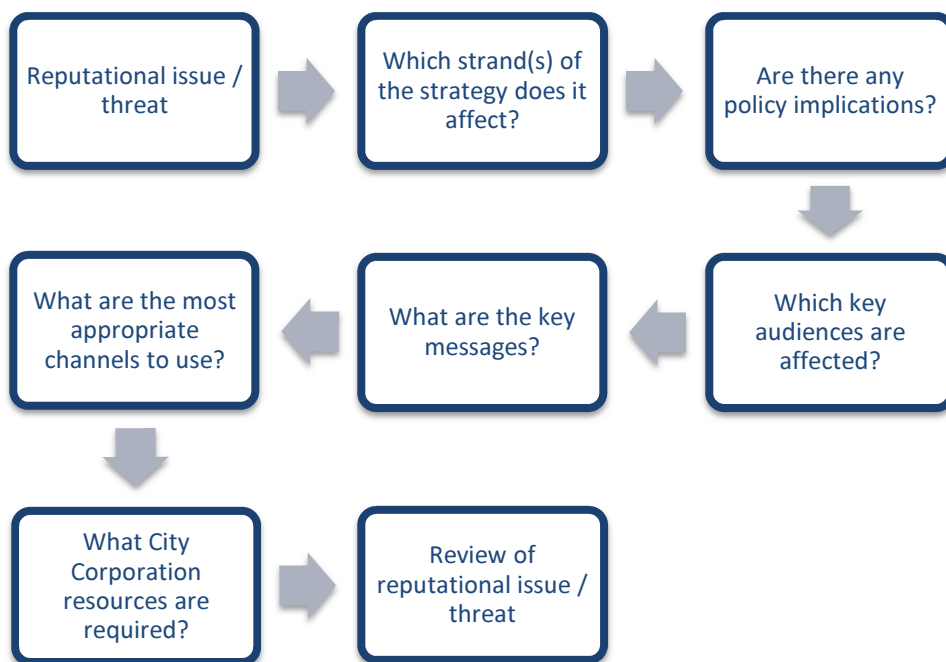 Reputational issue /
threat
Which strand(s) of
the strategy does it
affect?
Are there any
policy implications?
Which key
audiences are
affected?
What are the key
messages?
What are the most
appropriate
channels to use?
What City
Corporation
resources are
required?
Review of
reputational issue /
threat